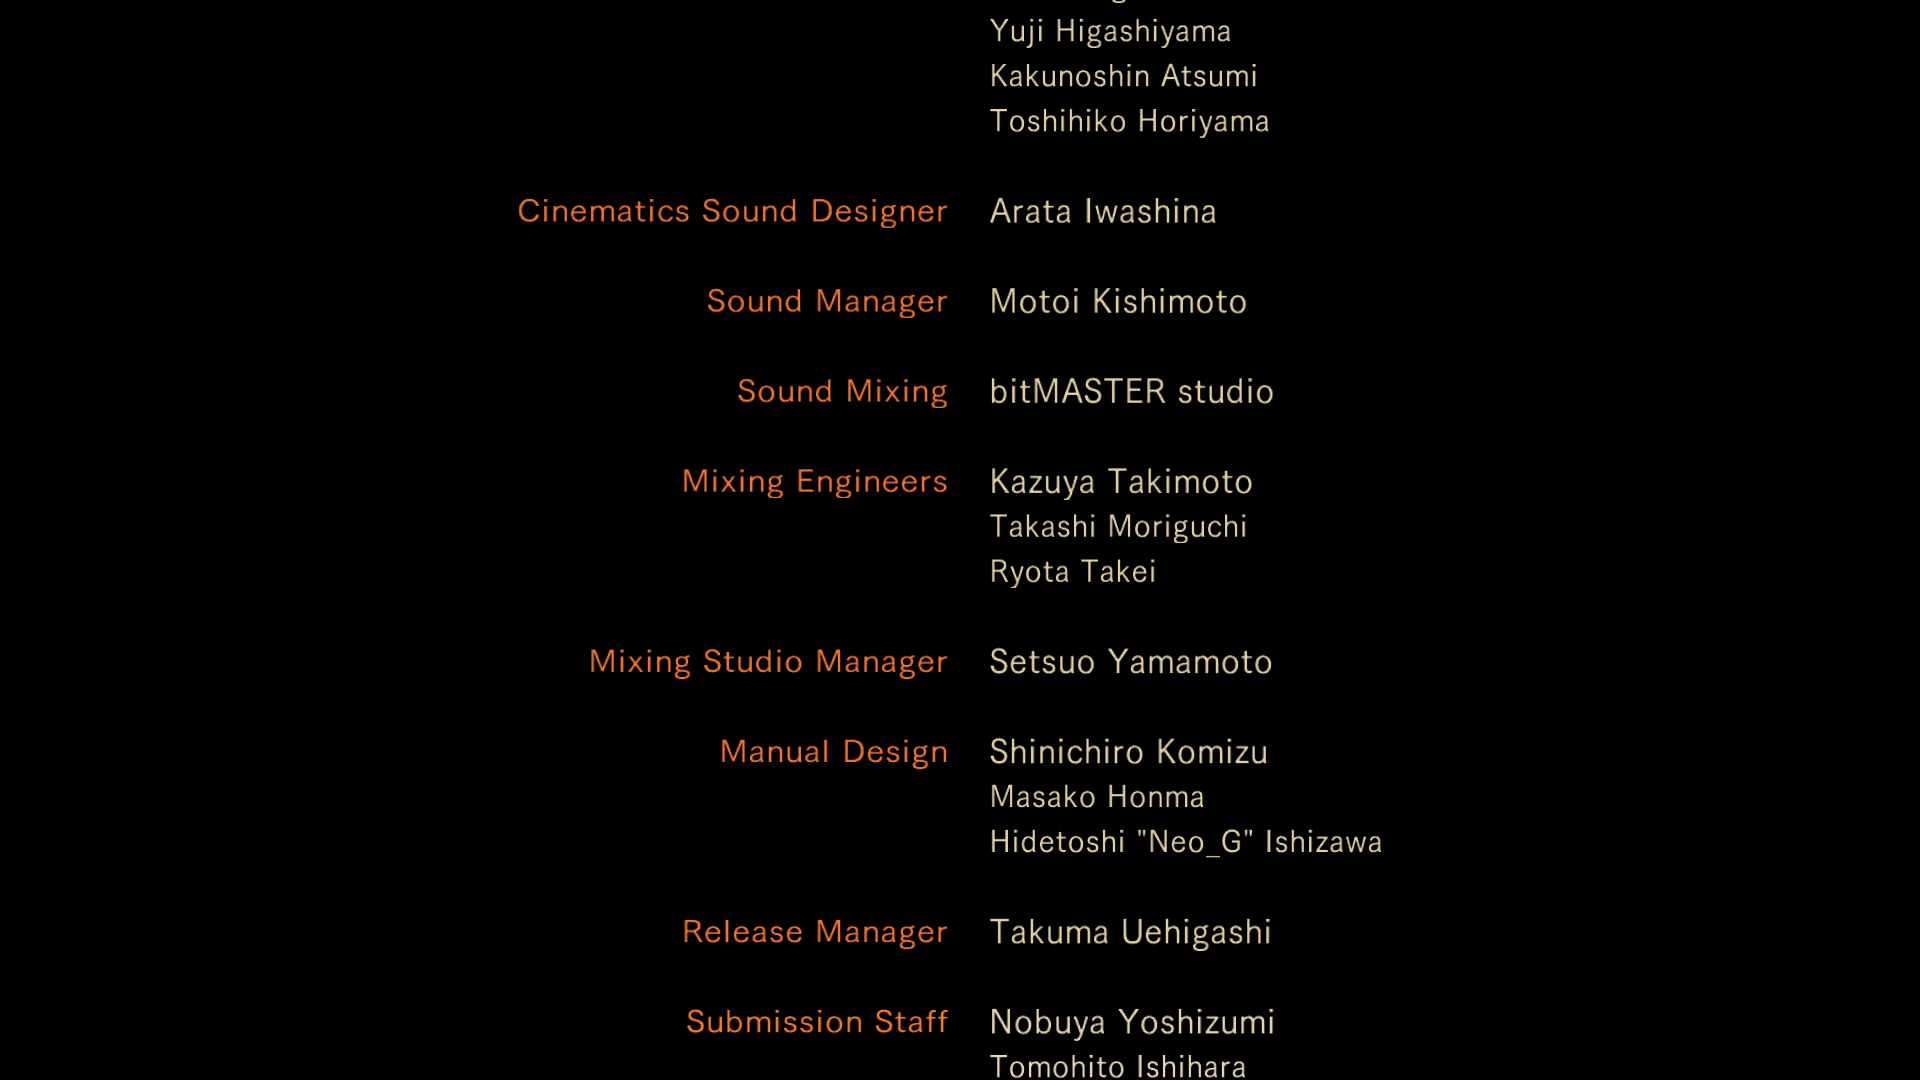 Yuji Higashiyama
Kakunoshin Atsumi
Toshihiko Horiyama
Cinematics Sound Designer Arata Iwashina
Sound Manager Motoi Kishimoto
Sound Mixing bitMASTER studio
Mixing Engineers Kazuya Takimoto
Takashi Moriguchi
Ryota Takei
Mixing Studio Manager Setsuo Yamamoto
Manual Design Shinichiro Komizu
Masako Honma
Hidetoshi "Neo_G" Ishizawa
Release Manager Takuma Uehigashi
Submission Staff Nobuya Yoshizumi
Tomohito Ishihara